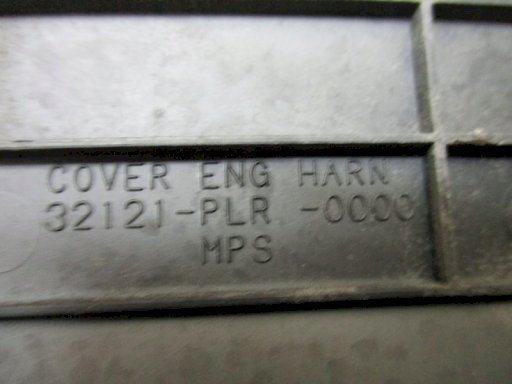 COVER ENG HARN
32121-PLR -0000
MPS